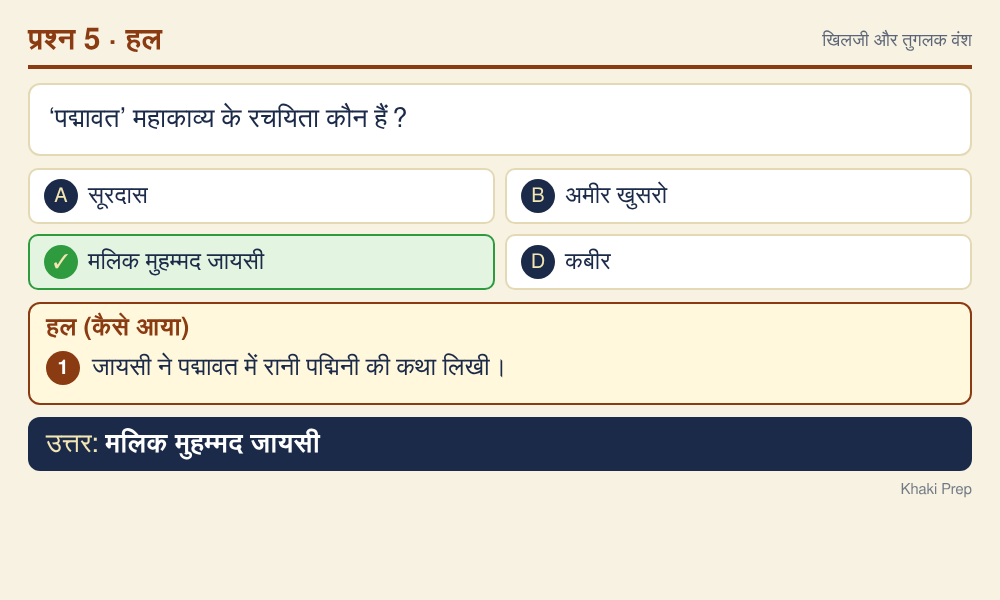 प्रश्न 5 · हल
खिलजी और तुगलक वंश
‘पद्मावत’ महाकाव्य के रचयिता कौन हैं ?
A सूरदास
B अमीर खुसरो
✓ मलिक मुहम्मद जायसी
D कबीर
हल (कैसे आया)
1 जायसी ने पद्मावत में रानी पद्मिनी की कथा लिखी।
उत्तर: मलिक मुहम्मद जायसी
Khaki Prep